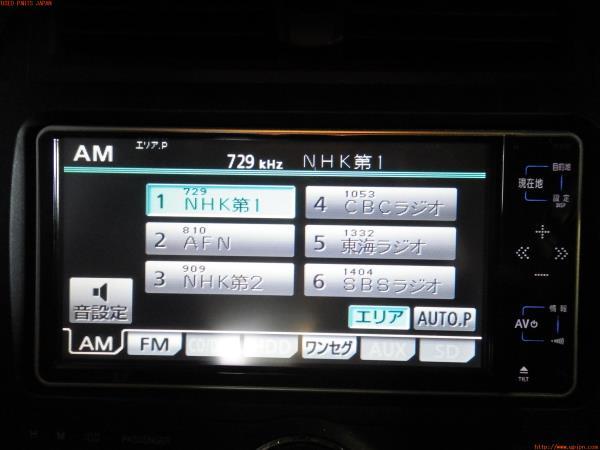 USED PARTS JAPAN
AM エリア.P 729 kHz NHK第1
1 729 NHK第1
4 1053 CBCラジオ
2 810 AFN
5 1332 東海ラジオ
3 909 NHK第2
6 1404 SBSラジオ
音設定
エリア AUTO.P
AM FM ワンセグ AUX SD
現在地 目的地
設定
DISP
AV 情報
TILT
PASSENGER
http://www.upjpn.com